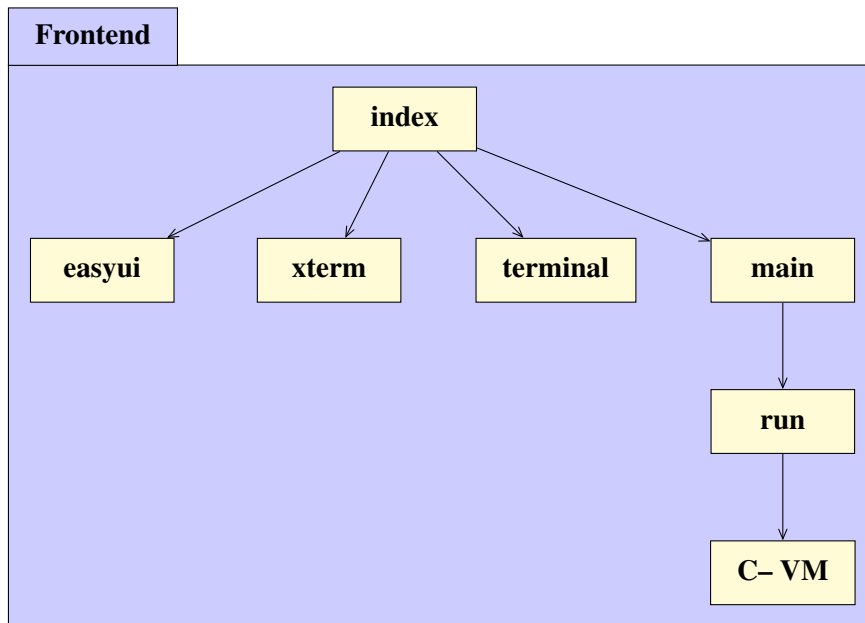 Frontend
index
easyui
xterm
terminal
main
run
C– VM